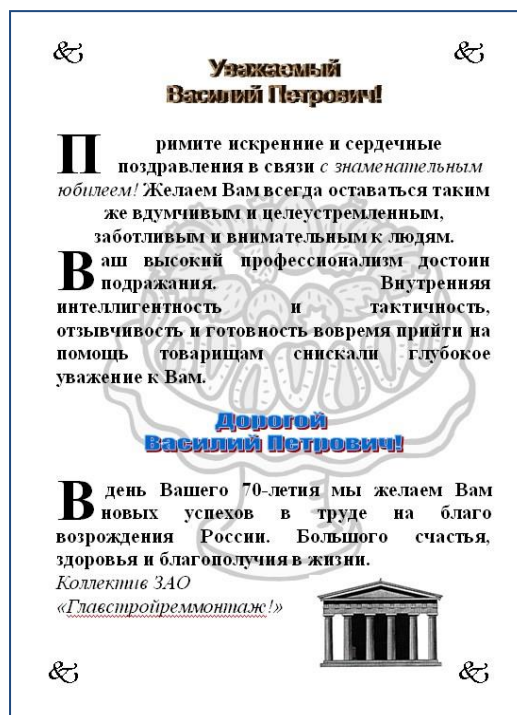 & &
Уважаемый
Василий Петрович!
Примите искренние и сердечные
поздравления в связи с знаменательным
юбилеем! Желаем Вам всегда оставаться таким
же вдумчивым и целеустремленным,
заботливым и внимательным к людям.
Ваш высокий профессионализм достоин
подражания. Внутренняя
интеллигентность и тактичность,
отзывчивость и готовность вовремя прийти на
помощь товарищам снискали глубокое
уважение к Вам.
Дорогой
Василий Петрович!
В день Вашего 70-летия мы желаем Вам
новых успехов в труде на благо
возрождения России. Большого счастья,
здоровья и благополучия в жизни.
Коллектив ЗАО
«Главстройреммонтаж!»
& &